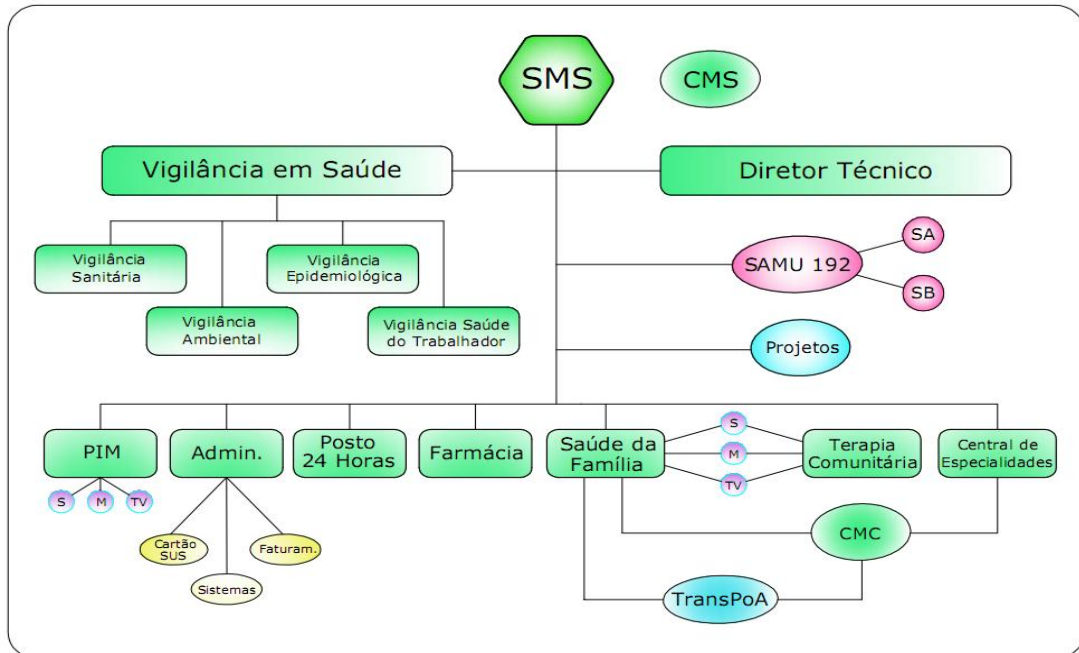 SMS
CMS
Vigilância em Saúde
Diretor Técnico
SA
SAMU 192
SB
Vigilância
Sanitária
Vigilância
Epidemiológica
Vigilância
Ambiental
Vigilância Saúde
do Trabalhador
Projetos
PIM
Admin.
Posto
24 Horas
Farmácia
Saúde da
Família
S
M
TV
Terapia
Comunitária
Central de
Especialidades
S
M
TV
Cartão
SUS
Faturam.
Sistemas
CMC
TransPoA